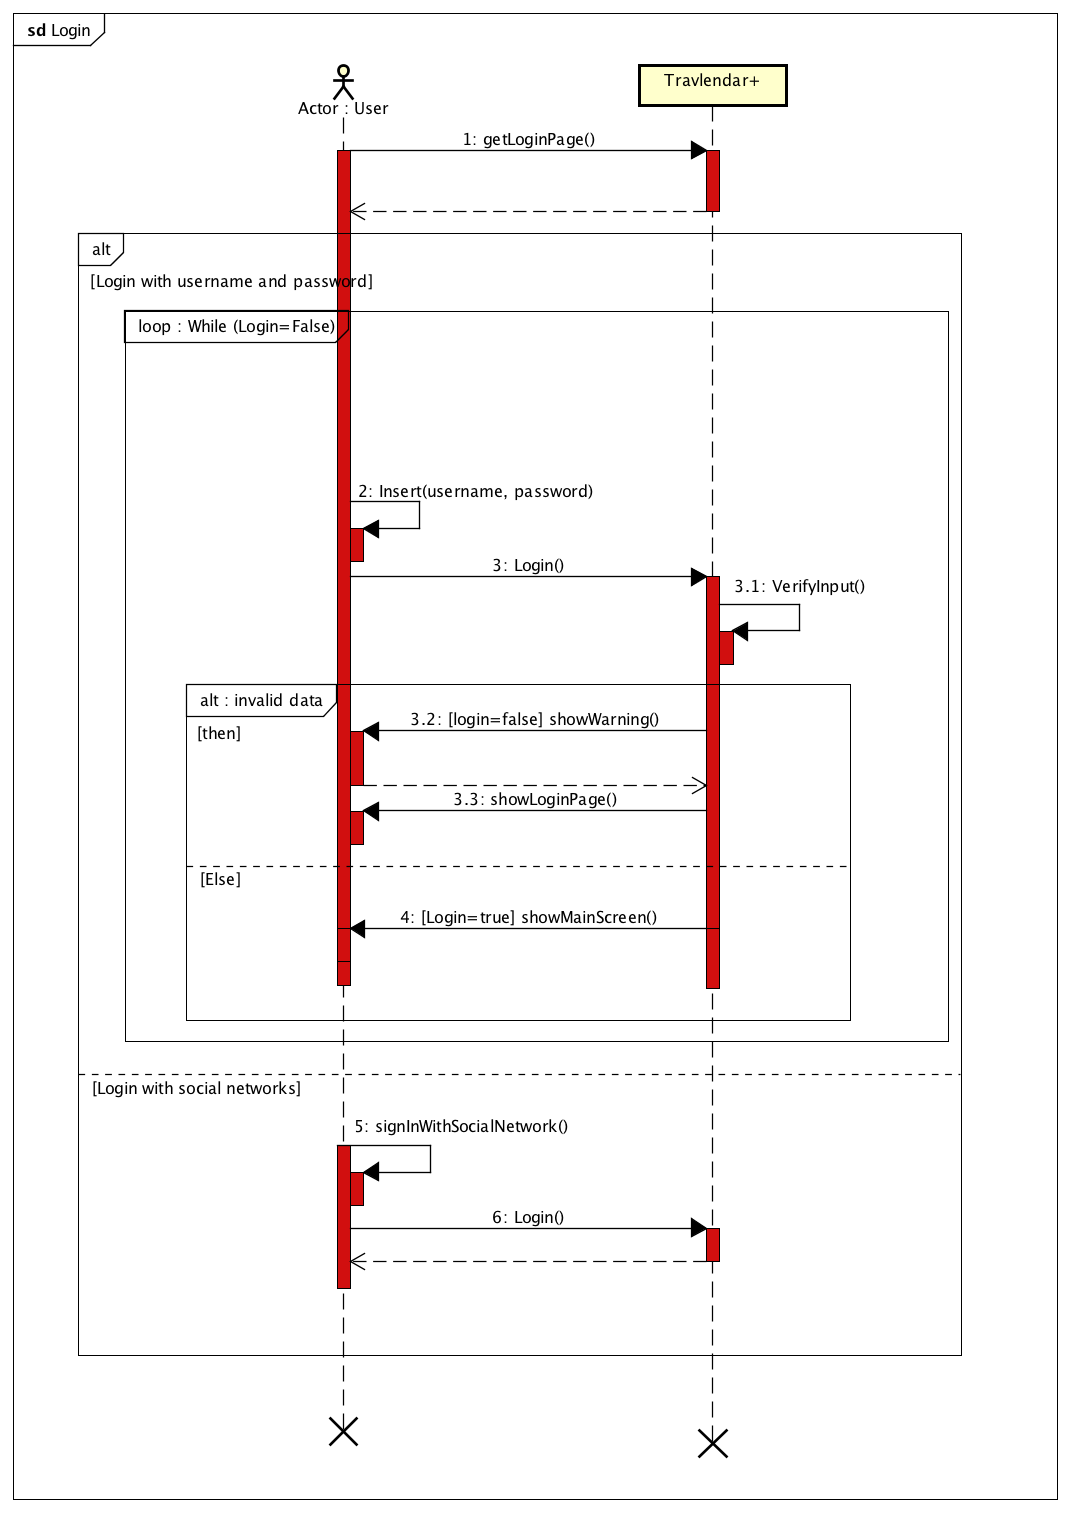 sd Login
Actor : User
Travlendar+
1: getLoginPage()
alt
[Login with username and password]
loop : While (Login=False)
2: Insert(username, password)
3: Login()
3.1: VerifyInput()
alt : invalid data
3.2: [login=false] showWarning()
[then]
3.3: showLoginPage()
[Else]
4: [Login=true] showMainScreen()
[Login with social networks]
5: signInWithSocialNetwork()
6: Login()